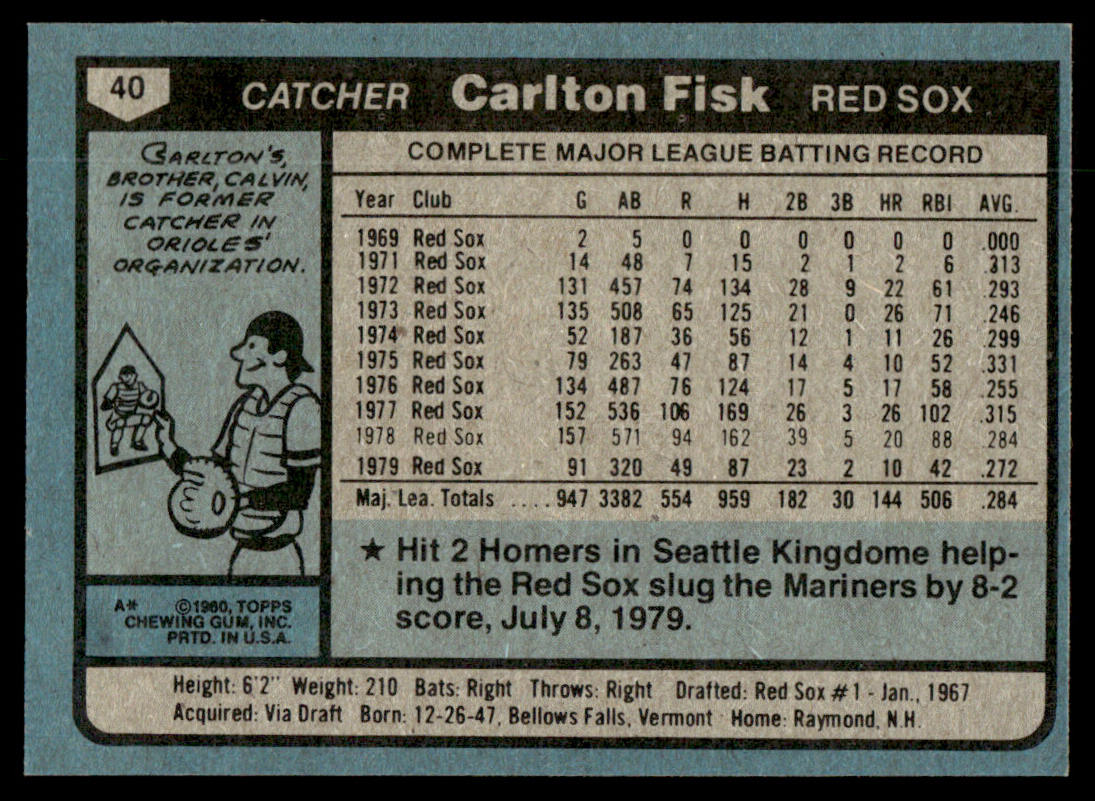 40 CATCHER Carlton Fisk RED SOX
CARLTON'S,
BROTHER, CALVIN,
IS FORMER
CATCHER IN
ORIOLES'
ORGANIZATION.
COMPLETE MAJOR LEAGUE BATTING RECORD
Year Club G AB R H 2B 3B HR RBI AVG.
1969 Red Sox 2 5 0 0 0 0 0 0 .000
1971 Red Sox 14 48 7 15 2 1 2 6 .313
1972 Red Sox 131 457 74 134 28 9 22 61 .293
1973 Red Sox 135 508 65 125 21 0 26 71 .246
1974 Red Sox 52 187 36 56 12 1 11 26 .299
1975 Red Sox 79 263 47 87 14 4 10 52 .331
1976 Red Sox 134 487 76 124 17 5 17 58 .255
1977 Red Sox 152 536 106 169 26 3 26 102 .315
1978 Red Sox 157 571 94 162 39 5 20 88 .284
1979 Red Sox 91 320 49 87 23 2 10 42 .272
Maj. Lea. Totals ....947 3382 554 959 182 30 144 506 .284
★ Hit 2 Homers in Seattle Kingdome help-
ing the Red Sox slug the Mariners by 8-2
score, July 8, 1979.
A* ©1980, TOPPS
CHEWING GUM, INC.
PRTD. IN U.S.A.
Height: 6'2" Weight: 210 Bats: Right Throws: Right Drafted: Red Sox #1 - Jan., 1967
Acquired: Via Draft Born: 12-26-47, Bellows Falls, Vermont Home: Raymond, N.H.